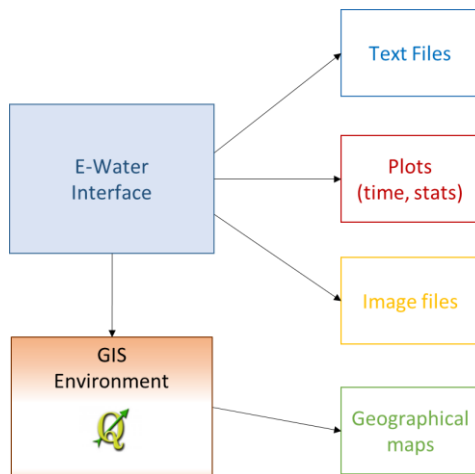 Text Files
E-Water
Interface
Plots
(time, stats)
Image files
GIS
Environment
Q
Geographical
maps